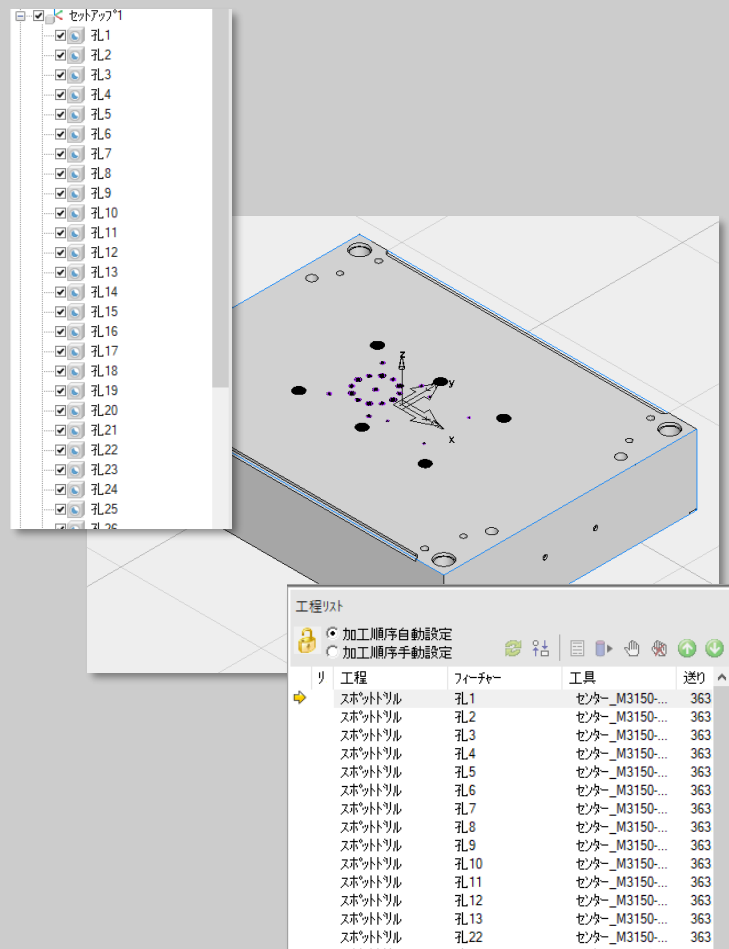 セットアップ1
孔1
孔2
孔3
孔4
孔5
孔6
孔7
孔8
孔9
孔10
孔11
孔12
孔13
孔14
孔15
孔16
孔17
孔18
孔19
孔20
孔21
孔22
孔23
孔24
孔25
孔26
z
y
x
工程リスト
加工順序自動設定
加工順序手動設定
リ 工程 フィーチャー 工具 送り
スポットドリル 孔1 センター_M3150-... 363
スポットドリル 孔2 センター_M3150-... 363
スポットドリル 孔3 センター_M3150-... 363
スポットドリル 孔4 センター_M3150-... 363
スポットドリル 孔5 センター_M3150-... 363
スポットドリル 孔6 センター_M3150-... 363
スポットドリル 孔7 センター_M3150-... 363
スポットドリル 孔8 センター_M3150-... 363
スポットドリル 孔9 センター_M3150-... 363
スポットドリル 孔10 センター_M3150-... 363
スポットドリル 孔11 センター_M3150-... 363
スポットドリル 孔12 センター_M3150-... 363
スポットドリル 孔13 センター_M3150-... 363
スポットドリル 孔22 センター_M3150-... 363